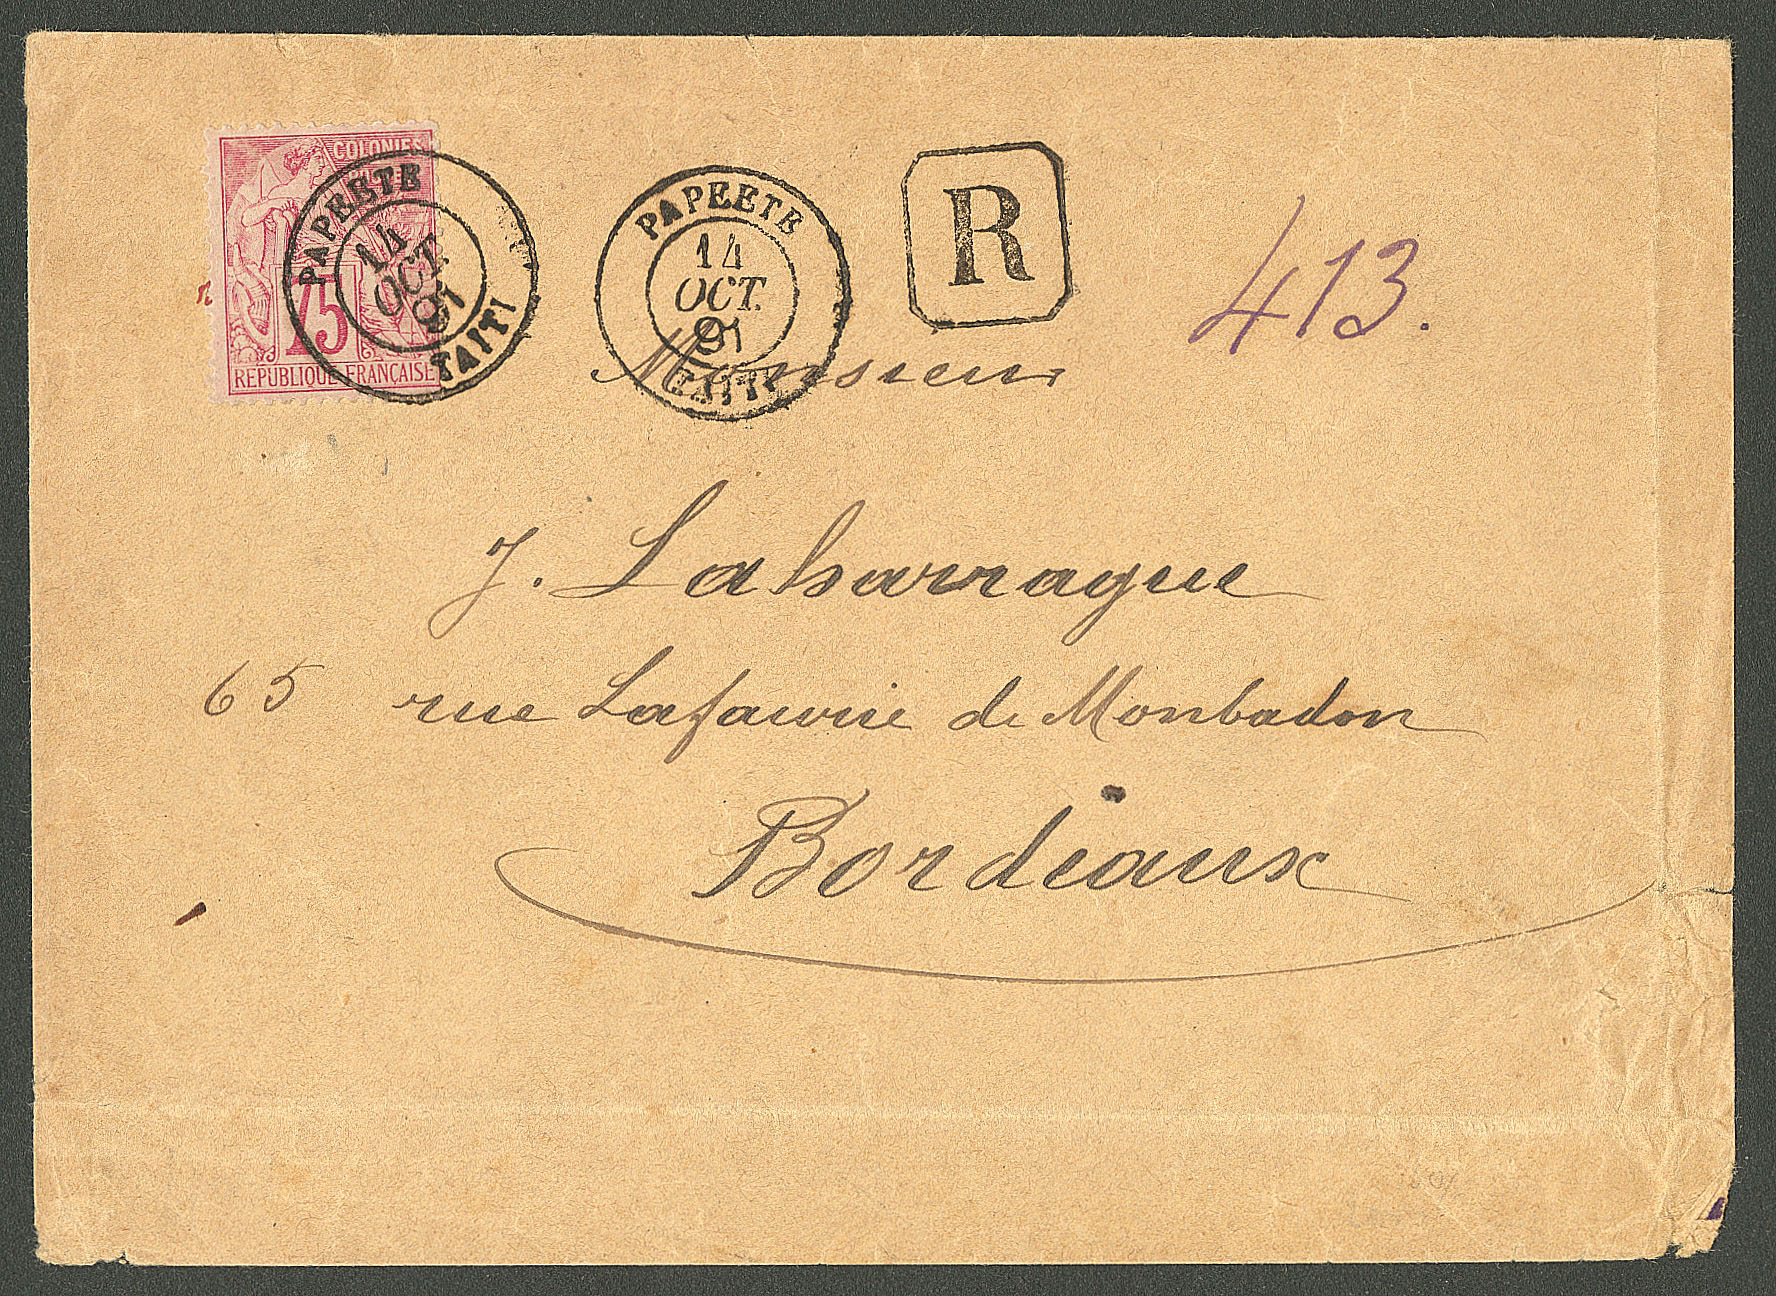 COLONIES
75
REPUBLIQUE FRANÇAISE
PAPEETE
14
OCT.
91
TAITI
PAPEETE
14
OCT.
91
TAITI
R
413.
Monsieur
J. Labarrague
65 rue Lafaurie de Monbadon
Bordeaux